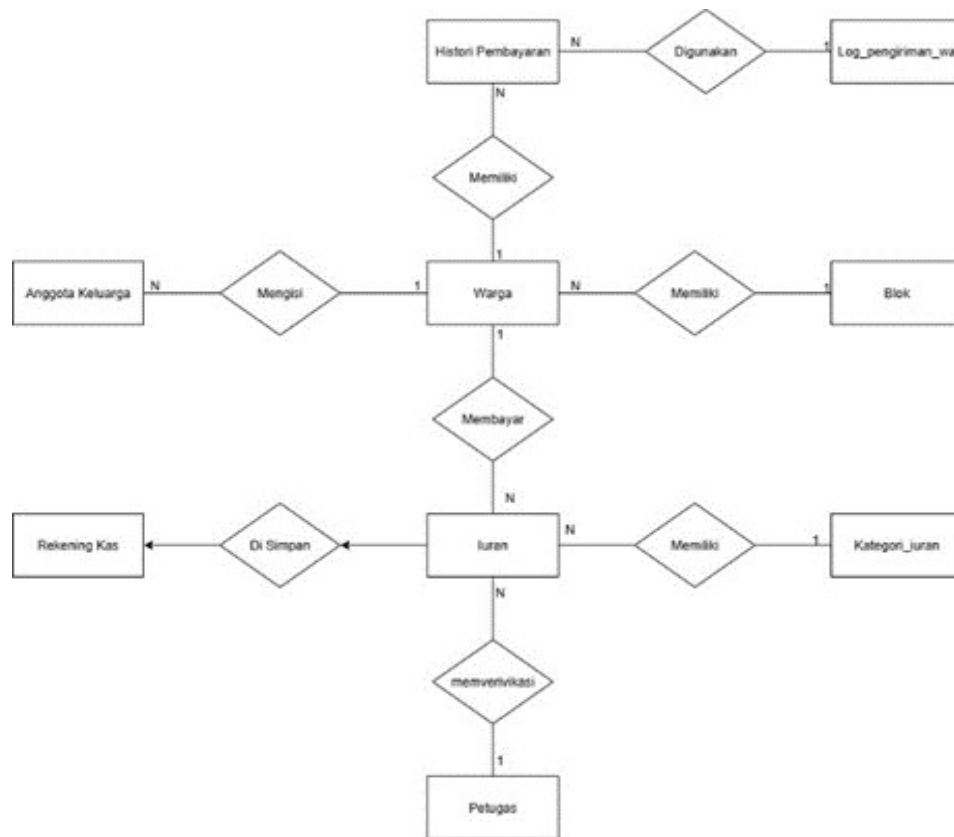 Histori Pembayaran
N
Digunakan
1
Log_pengiriman_wa
N
Memiliki
1
Anggota Keluarga
N
Mengisi
1
Warga
N
Memiliki
1
Blok
1
Membayar
N
Rekening Kas
Di Simpan
Iuran
N
Memiliki
1
Kategori_iuran
N
memverivikasi
1
Petugas